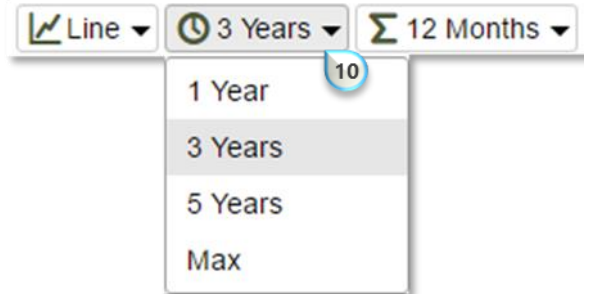 Line 3 Years Σ 12 Months
10
1 Year
3 Years
5 Years
Max